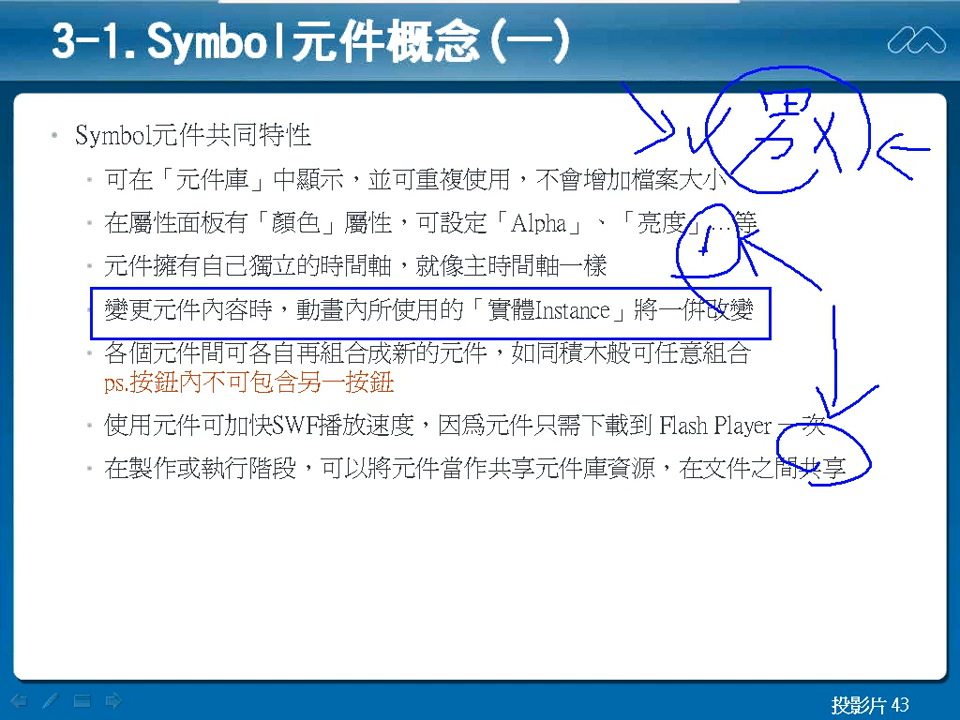 3-1.Symbol元件概念(一)
• Symbol元件共同特性
• 可在「元件庫」中顯示，並可重複使用，不會增加檔案大小
• 在屬性面板有「顏色」屬性，可設定「Alpha」、「亮度」...等
• 元件擁有自己獨立的時間軸，就像主時間軸一樣
• 變更元件內容時，動畫內所使用的「實體Instance」將一併改變
• 各個元件間可各自再組合成新的元件，如同積木般可任意組合
ps.按鈕內不可包含另一按鈕
• 使用元件可加快SWF播放速度，因為元件只需下載到 Flash Player 一次
• 在製作或執行階段，可以將元件當作共享元件庫資源，在文件之間共享
投影片 43